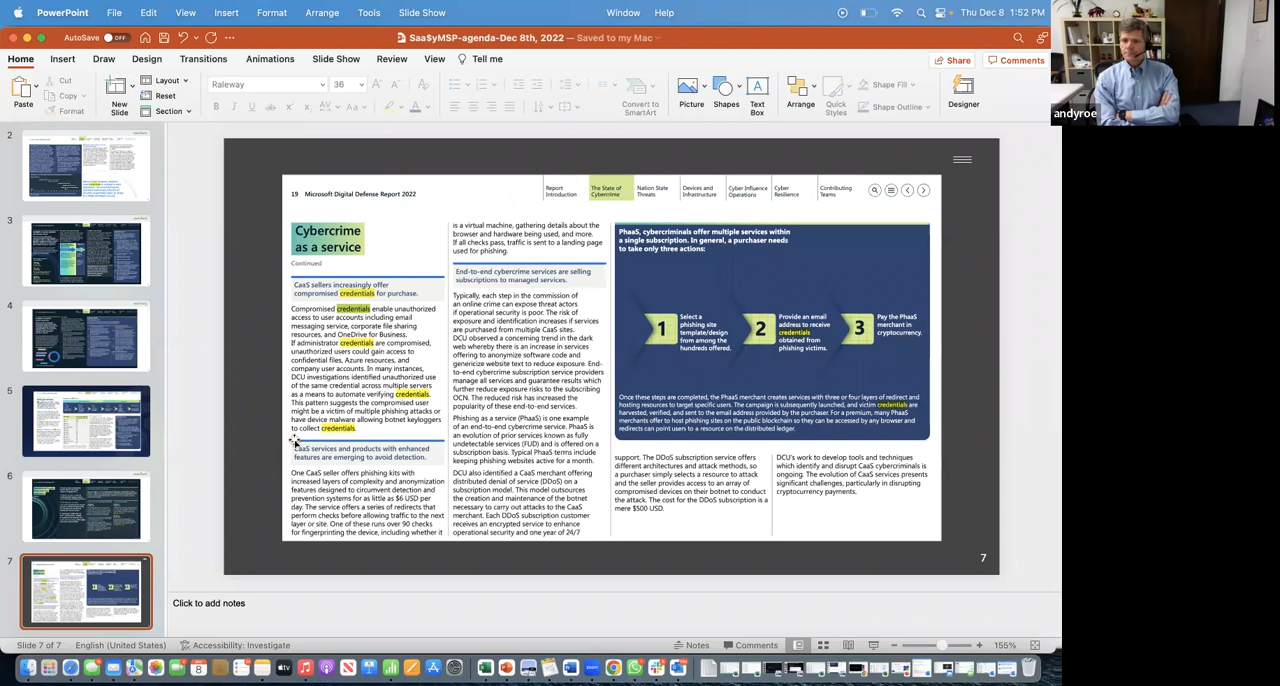 PowerPoint File Edit View Insert Format Arrange Tools Slide Show Window Help Thu Dec 8 1:52 PM
AutoSave OFF Saa$yMSP-agenda-Dec 8th, 2022 — Saved to my Mac
Home Insert Draw Design Transitions Animations Slide Show Review View Tell me Share Comments
Paste Cut Copy Format New Slide Layout Reset Section Raleway 36 Convert to SmartArt Picture Shapes Text Box Arrange Quick Styles Shape Fill Shape Outline Designer
andyroe
2
3
4
5
6
7
19 Microsoft Digital Defense Report 2022
Report Introduction
The State of Cybercrime
Nation State Threats
Devices and Infrastructure
Cyber Influence Operations
Cyber Resilience
Contributing Teams
Cybercrime
as a service
Continued
CaaS sellers increasingly offer
compromised credentials for purchase.
Compromised credentials enable unauthorized
access to user accounts including email
messaging service, corporate file sharing
resources, and OneDrive for Business.
If administrator credentials are compromised,
unauthorized users could gain access to
confidential files, Azure resources, and
company user accounts. In many instances,
DCU investigations identified unauthorized use
of the same credential across multiple servers
as a means to automate verifying credentials.
This pattern suggests the compromised user
might be a victim of multiple phishing attacks or
have device malware allowing botnet keyloggers
to collect credentials.
CaaS services and products with enhanced
features are emerging to avoid detection.
One CaaS seller offers phishing kits with
increased layers of complexity and anonymization
features designed to circumvent detection and
prevention systems for as little as $6 USD per
day. The service offers a series of redirects that
perform checks before allowing traffic to the next
layer or site. One of these runs over 90 checks
for fingerprinting the device, including whether it
is a virtual machine, gathering details about the
browser and hardware being used, and more.
If all checks pass, traffic is sent to a landing page
used for phishing.
End-to-end cybercrime services are selling
subscriptions to managed services.
Typically, each step in the commission of
an online crime can expose threat actors
if operational security is poor. The risk of
exposure and identification increases if services
are purchased from multiple CaaS sites.
DCU observed a concerning trend in the dark
web whereby there is an increase in services
offering to anonymize software code and
genericize website text to reduce exposure. End-
to-end cybercrime subscription service providers
manage all services and guarantee results which
further reduce exposure risks to the subscribing
OCN. The reduced risk has increased the
popularity of these end-to-end services.
Phishing as a service (PhaaS) is one example
of an end-to-end cybercrime service. PhaaS is
an evolution of prior services known as fully
undetectable services (FUD) and is offered on a
subscription basis. Typical PhaaS terms include
keeping phishing websites active for a month.
DCU also identified a CaaS merchant offering
distributed denial of service (DDoS) on a
subscription model. This model outsources
the creation and maintenance of the botnet
necessary to carry out attacks to the CaaS
merchant. Each DDoS subscription customer
receives an encrypted service to enhance
operational security and one year of 24/7
PhaaS, cybercriminals offer multiple services within
a single subscription. In general, a purchaser needs
to take only three actions:
1
Select a
phishing site
template/design
from among the
hundreds offered.
2
Provide an email
address to receive
credentials
obtained from
phishing victims.
3
Pay the PhaaS
merchant in
cryptocurrency.
Once these steps are completed, the PhaaS merchant creates services with three or four layers of redirect and
hosting resources to target specific users. The campaign is subsequently launched, and victim credentials are
harvested, verified, and sent to the email address provided by the purchaser. For a premium, many PhaaS
merchants offer to host phishing sites on the public blockchain so they can be accessed by any browser and
redirects can point users to a resource on the distributed ledger.
support. The DDoS subscription service offers
different architectures and attack methods, so
a purchaser simply selects a resource to attack
and the seller provides access to an array of
compromised devices on their botnet to conduct
the attack. The cost for the DDoS subscription is a
mere $500 USD.
DCU's work to develop tools and techniques
which identify and disrupt CaaS cybercriminals is
ongoing. The evolution of CaaS services presents
significant challenges, particularly in disrupting
cryptocurrency payments.
7
Click to add notes
Slide 7 of 7 English (United States) Accessibility: Investigate Notes Comments 155%